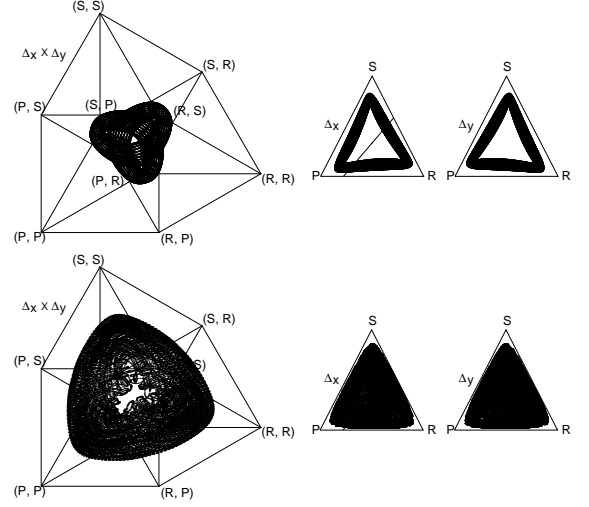 (S, S)
Δx x Δy
(S, R)
(P, S)
(S, P)
(R, S)
(P, R)
(R, R)
(P, P)
(R, P)
S
Δx
P
R
S
Δy
P
R
(S, S)
Δx x Δy
(S, R)
(P, S)
S)
(R, R)
(P, P)
(R, P)
S
Δx
P
R
S
Δy
P
R